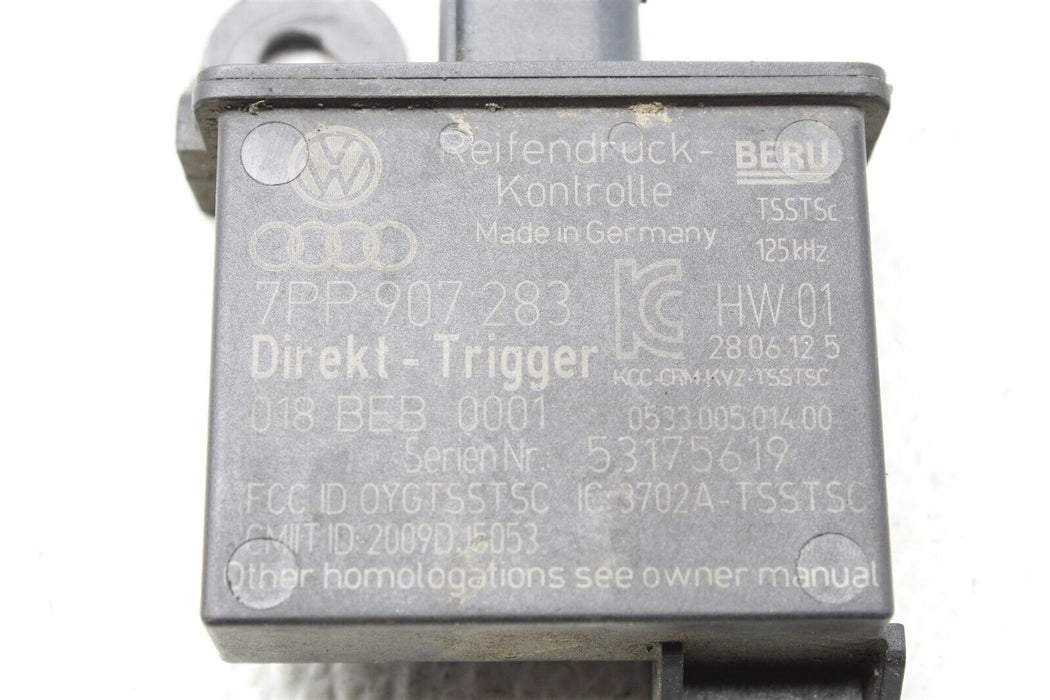 Reifendruck- BERU
Kontrolle TSSTSc
Made in Germany 125kHz
7PP 907 283 HW 01
Direkt - Trigger 28.06.12 5
KCC-CRM-KVZ-TSSTSC
018 BEB 0001 0533.005.014.00
Serien Nr.: 53175619
FCC ID OYGTSSTSC IC: 3702A-TSSTSC
CMIIT ID: 2009DJ5053
Other homologations see owner manual